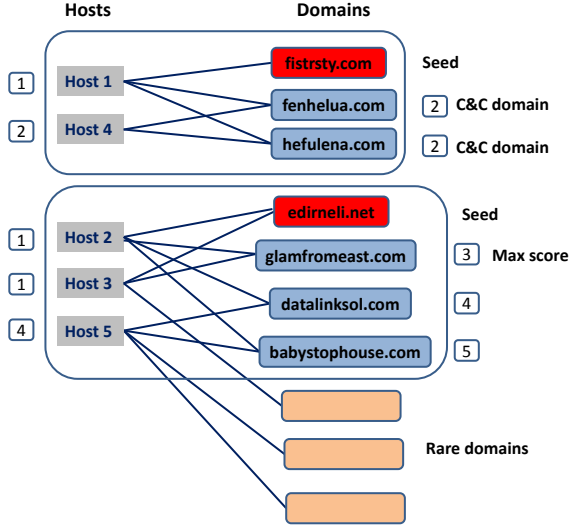 Hosts Domains
fistrsty.com Seed
1 Host 1
fenhelua.com 2 C&C domain
2 Host 4
hefulena.com 2 C&C domain
edirneli.net Seed
1 Host 2
glamfromeast.com 3 Max score
1 Host 3
datalinksol.com 4
4 Host 5
babystophouse.com 5
Rare domains